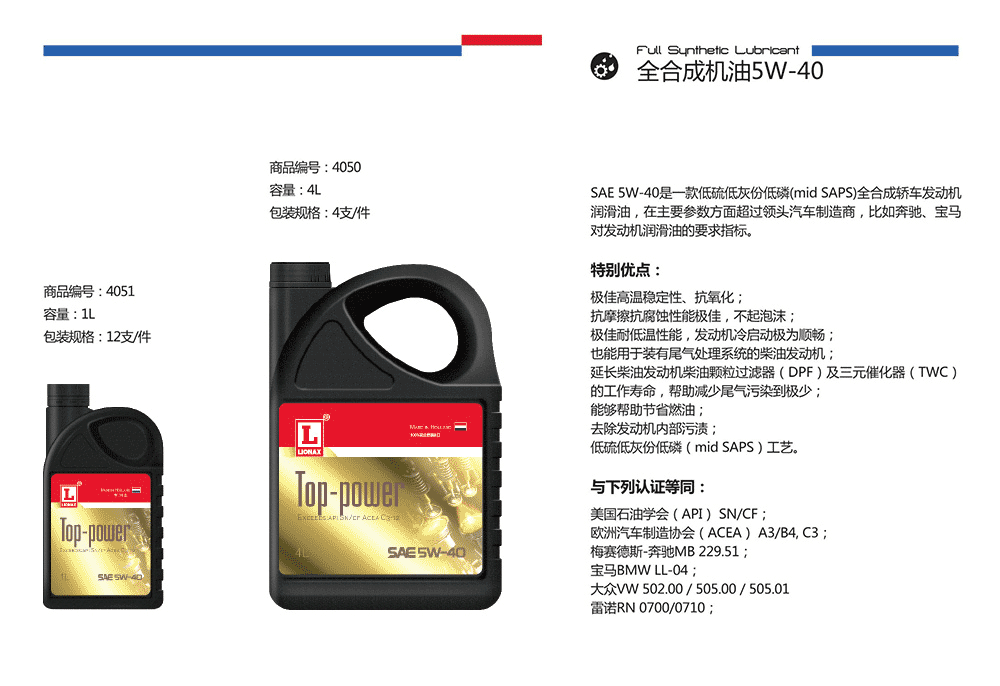 Full Synthetic Lubricant
全合成机油5W-40
商品编号：4050
容量：4L
包装规格：4支/件
商品编号：4051
容量：1L
包装规格：12支/件
L
LIONAX
®
MADE IN HOLLAND
Top-power
EXCEEDS:API SN/CF ACEA C3-12
4L
SAE 5W-40
L
LIONAX
®
MADE IN HOLLAND
Top-power
EXCEEDS:API SN/CF ACEA C3-12
1L
SAE 5W-40
SAE 5W-40是一款低硫低灰份低磷(mid SAPS)全合成轿车发动机
润滑油，在主要参数方面超过领头汽车制造商，比如奔驰、宝马
对发动机润滑油的要求指标。
特别优点：
极佳高温稳定性、抗氧化；
抗摩擦抗腐蚀性能极佳，不起泡沫；
极佳耐低温性能，发动机冷启动极为顺畅；
也能用于装有尾气处理系统的柴油发动机；
延长柴油发动机柴油颗粒过滤器（DPF）及三元催化器（TWC）
的工作寿命，帮助减少尾气污染到极少；
能够帮助节省燃油；
去除发动机内部污渍；
低硫低灰份低磷（mid SAPS）工艺。
与下列认证等同：
美国石油学会（API） SN/CF；
欧洲汽车制造协会（ACEA） A3/B4, C3；
梅赛德斯-奔驰MB 229.51；
宝马BMW LL-04；
大众VW 502.00 / 505.00 / 505.01
雷诺RN 0700/0710；